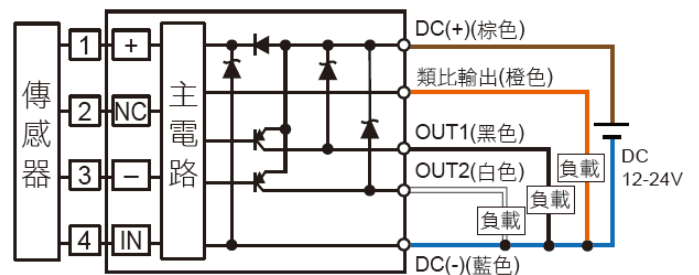 傳感器
1
2
3
4
+
NC
–
IN
主電路
DC(+)(棕色)
類比輸出(橙色)
OUT1(黑色)
OUT2(白色)
DC(-)(藍色)
負載
負載
負載
DC
12-24V